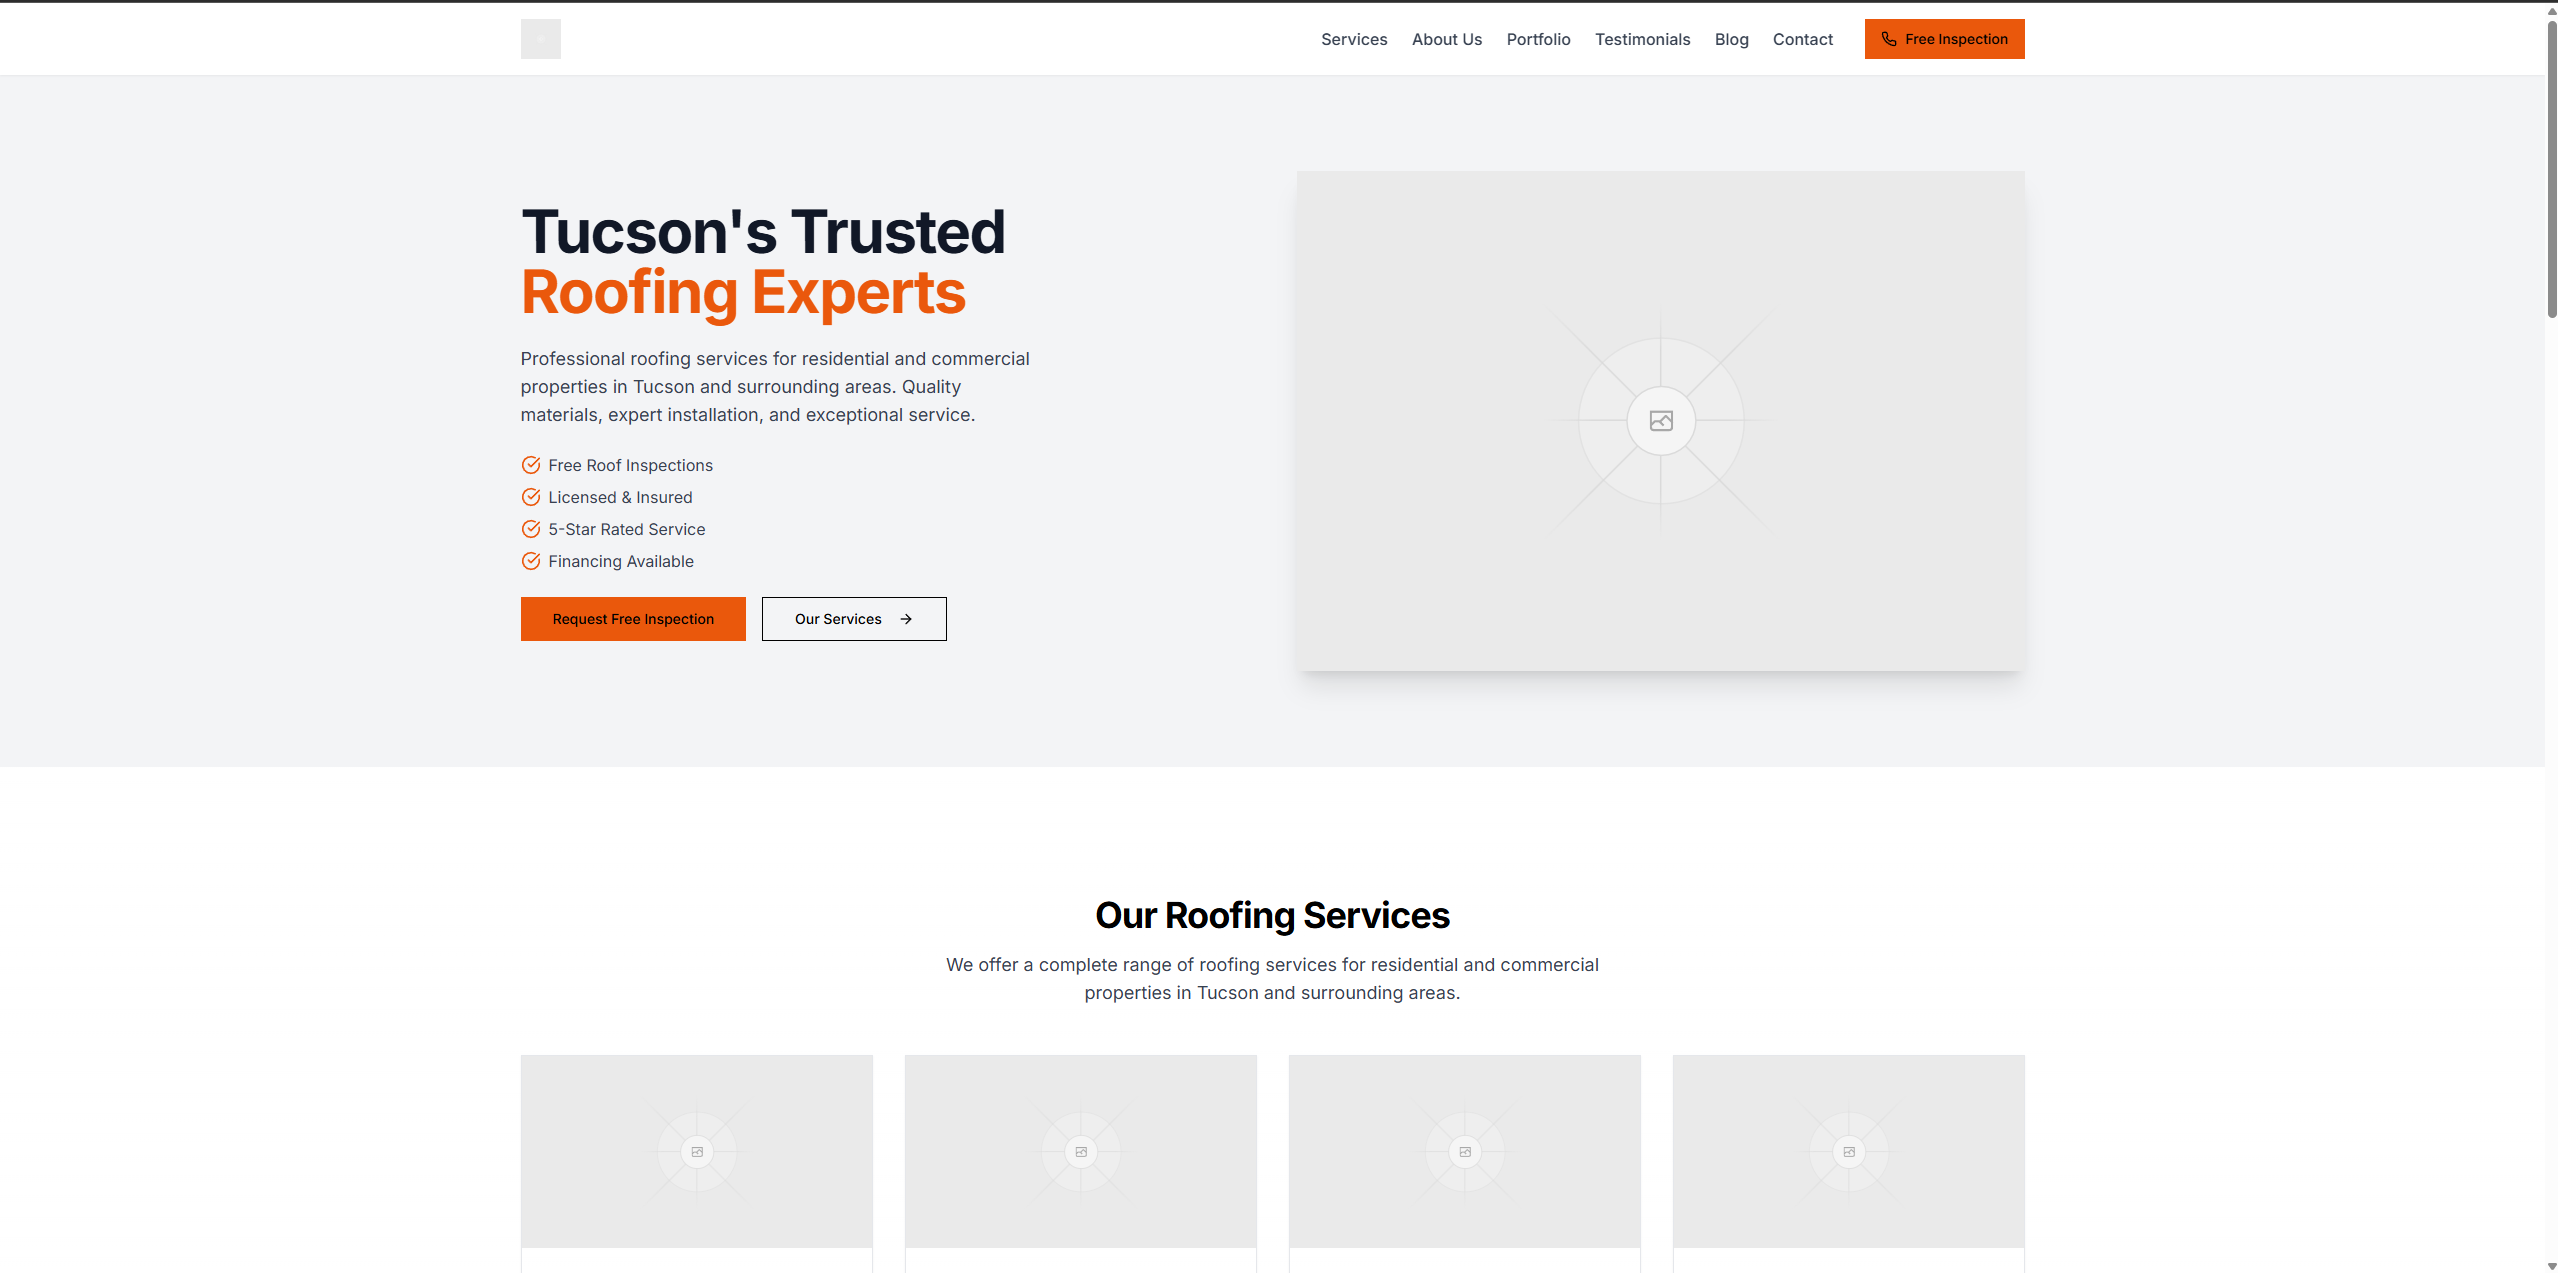 Services
About Us
Portfolio
Testimonials
Blog
Contact
Free Inspection
Tucson's Trusted
Roofing Experts
Professional roofing services for residential and commercial
properties in Tucson and surrounding areas. Quality
materials, expert installation, and exceptional service.
Free Roof Inspections
Licensed & Insured
5-Star Rated Service
Financing Available
Request Free Inspection
Our Services
Our Roofing Services
We offer a complete range of roofing services for residential and commercial
properties in Tucson and surrounding areas.